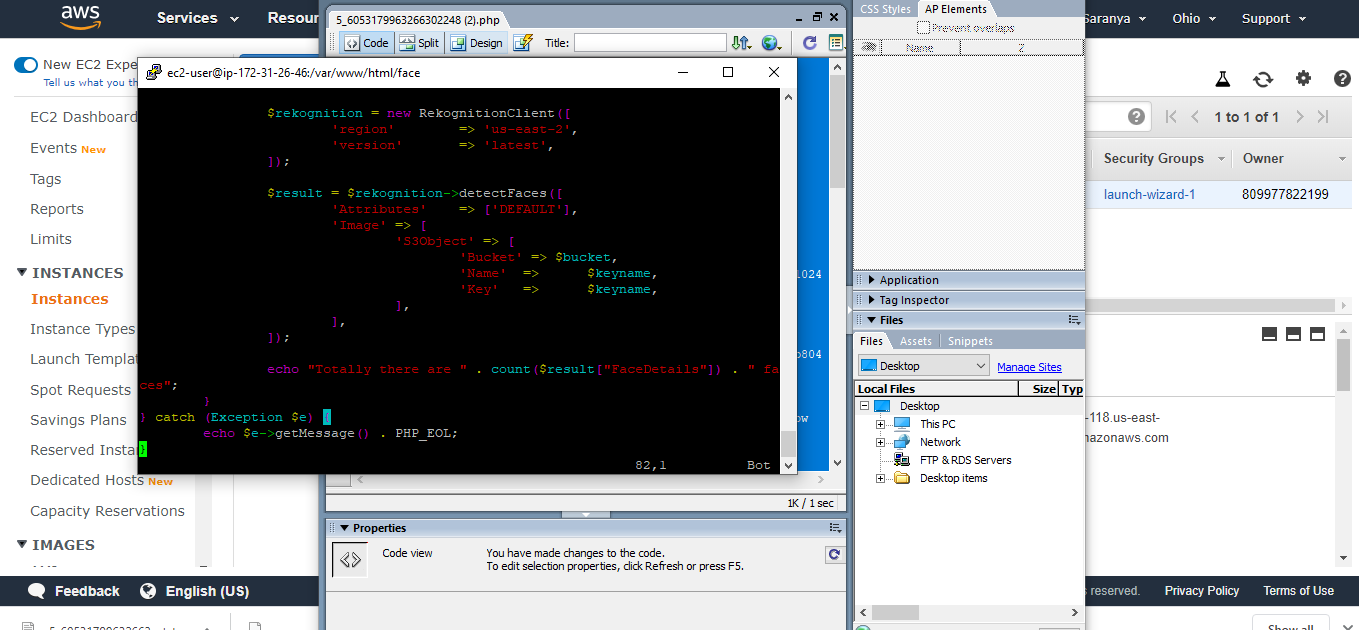 aws
Services
Resour
Saranya
Ohio
Support
New EC2 Expe
Tell us what you th
EC2 Dashboard
Events New
Tags
Reports
Limits
INSTANCES
Instances
Instance Types
Launch Templat
Spot Requests
Savings Plans
Reserved Insta
Dedicated Hosts New
Capacity Reservations
IMAGES
5_6053179963266302248 (2).php
Code
Split
Design
Title:
ec2-user@ip-172-31-26-46:/var/www/html/face
$rekognition = new RekognitionClient([
'region' => 'us-east-2',
'version' => 'latest',
]);
$result = $rekognition->detectFaces([
'Attributes' => ['DEFAULT'],
'Image' => [
'S3Object' => [
'Bucket' => $bucket,
'Name' => $keyname,
'Key' => $keyname,
],
],
]);
echo "Totally there are " . count($result["FaceDetails"]) . " fa
ces";
}
} catch (Exception $e) {
echo $e->getMessage() . PHP_EOL;
}
82,1 Bot
1024
b804
ow
1K / 1 sec
Properties
Code view
You have made changes to the code.
To edit selection properties, click Refresh or press F5.
CSS Styles
AP Elements
Prevent overlaps
Name
Z
Application
Tag Inspector
Files
Files
Assets
Snippets
Desktop
Manage Sites
Local Files
Size
Typ
Desktop
This PC
Network
FTP & RDS Servers
Desktop items
1 to 1 of 1
Security Groups
Owner
launch-wizard-1
809977822199
-118.us-east-
nazonaws.com
Feedback
English (US)
s reserved.
Privacy Policy
Terms of Use
Show all